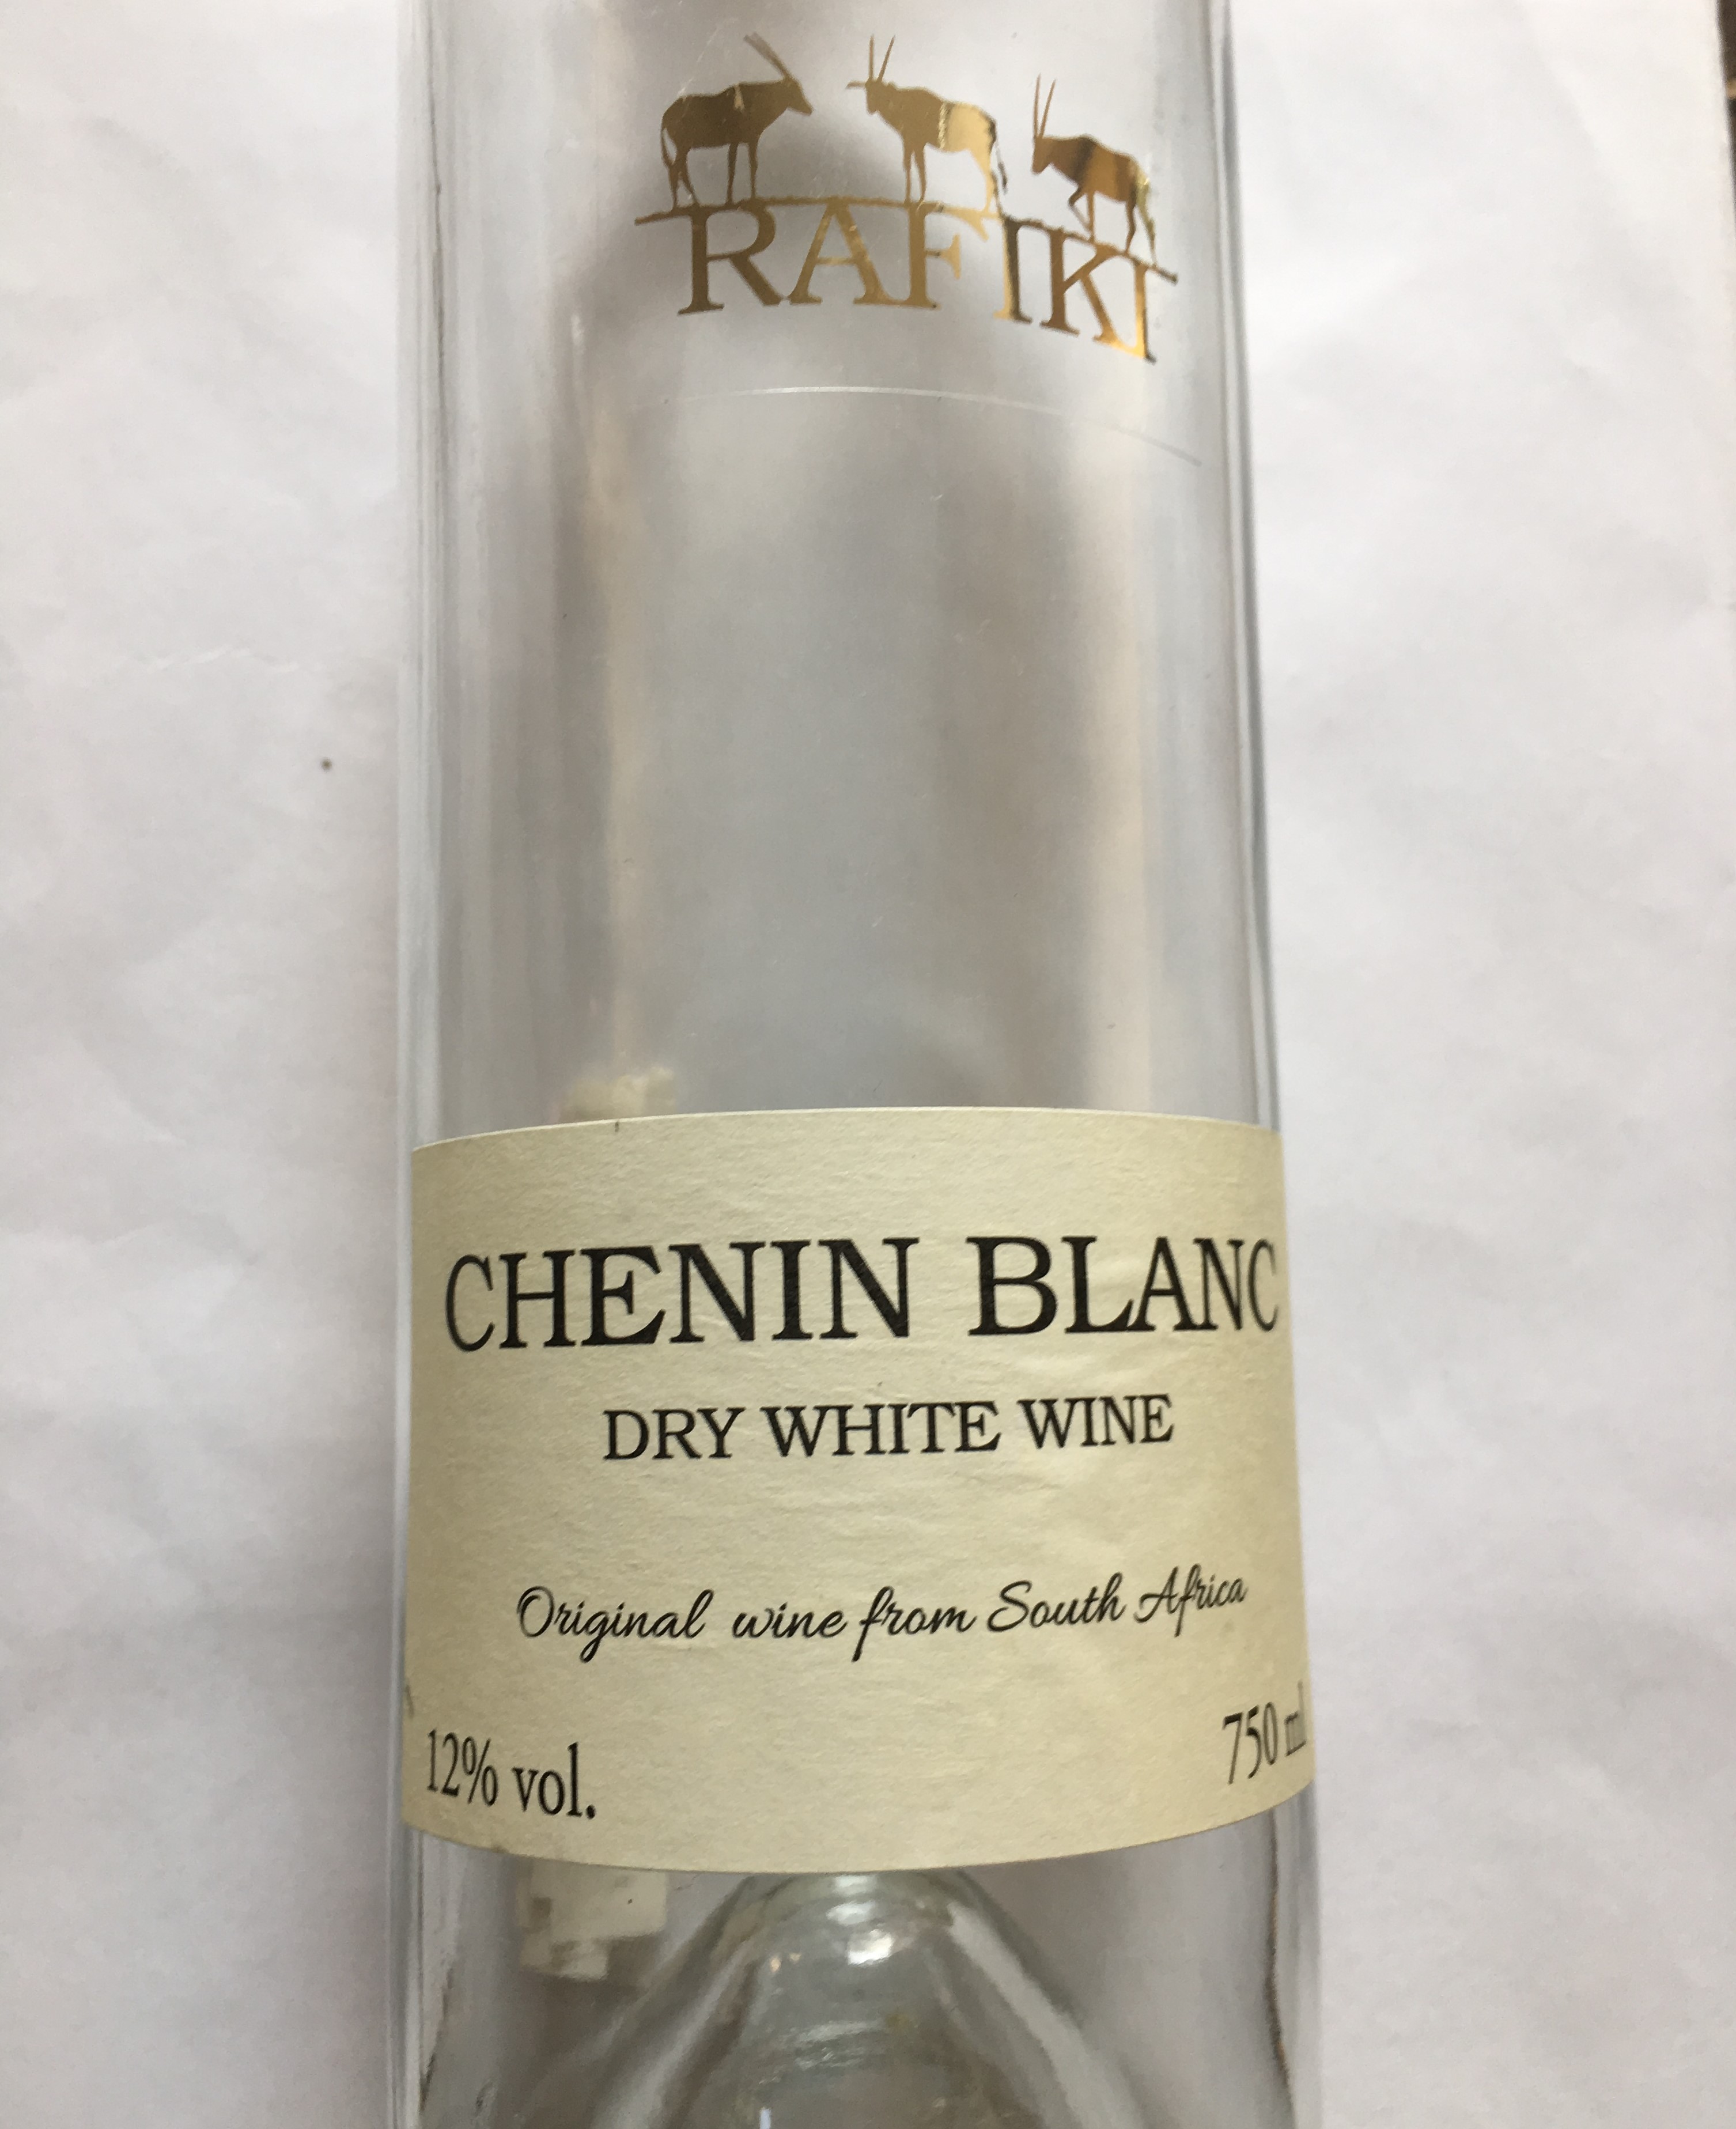 RAFIKI
CHENIN BLANC
DRY WHITE WINE
Original wine from South Africa
12% vol.
750 ml